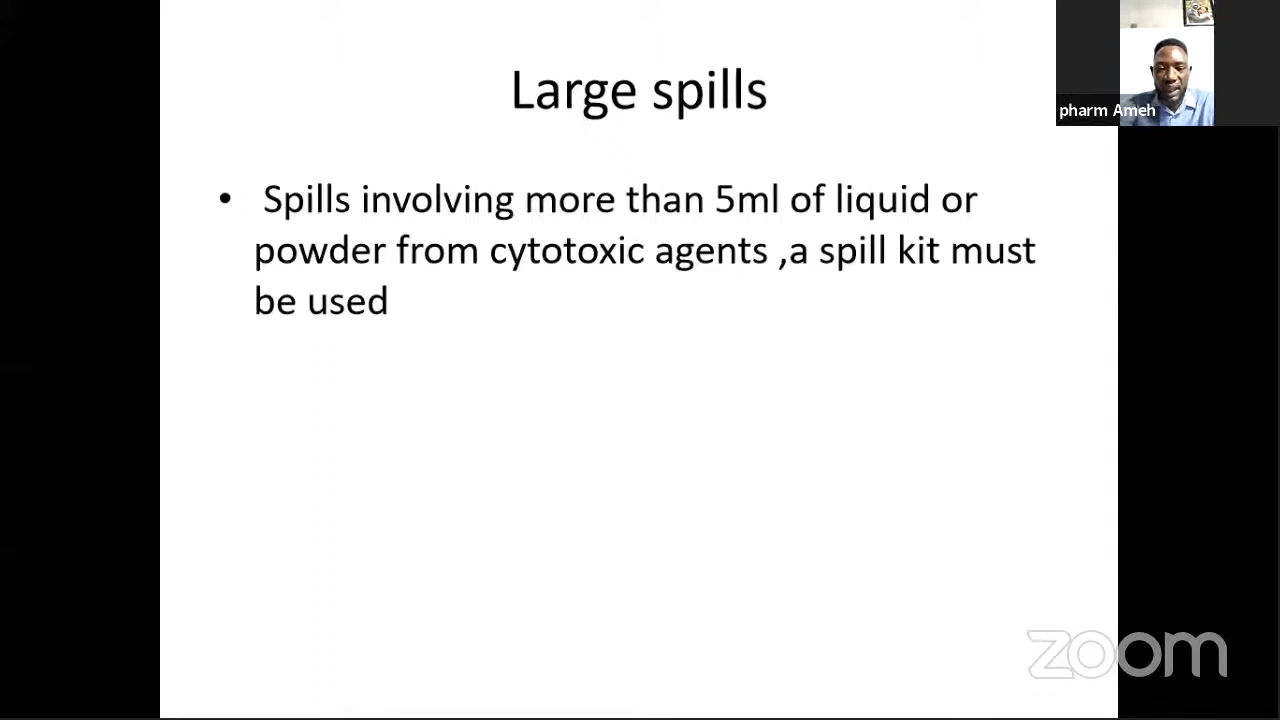 Large spills
pharm Ameh
• Spills involving more than 5ml of liquid or
powder from cytotoxic agents ,a spill kit must
be used
zoom